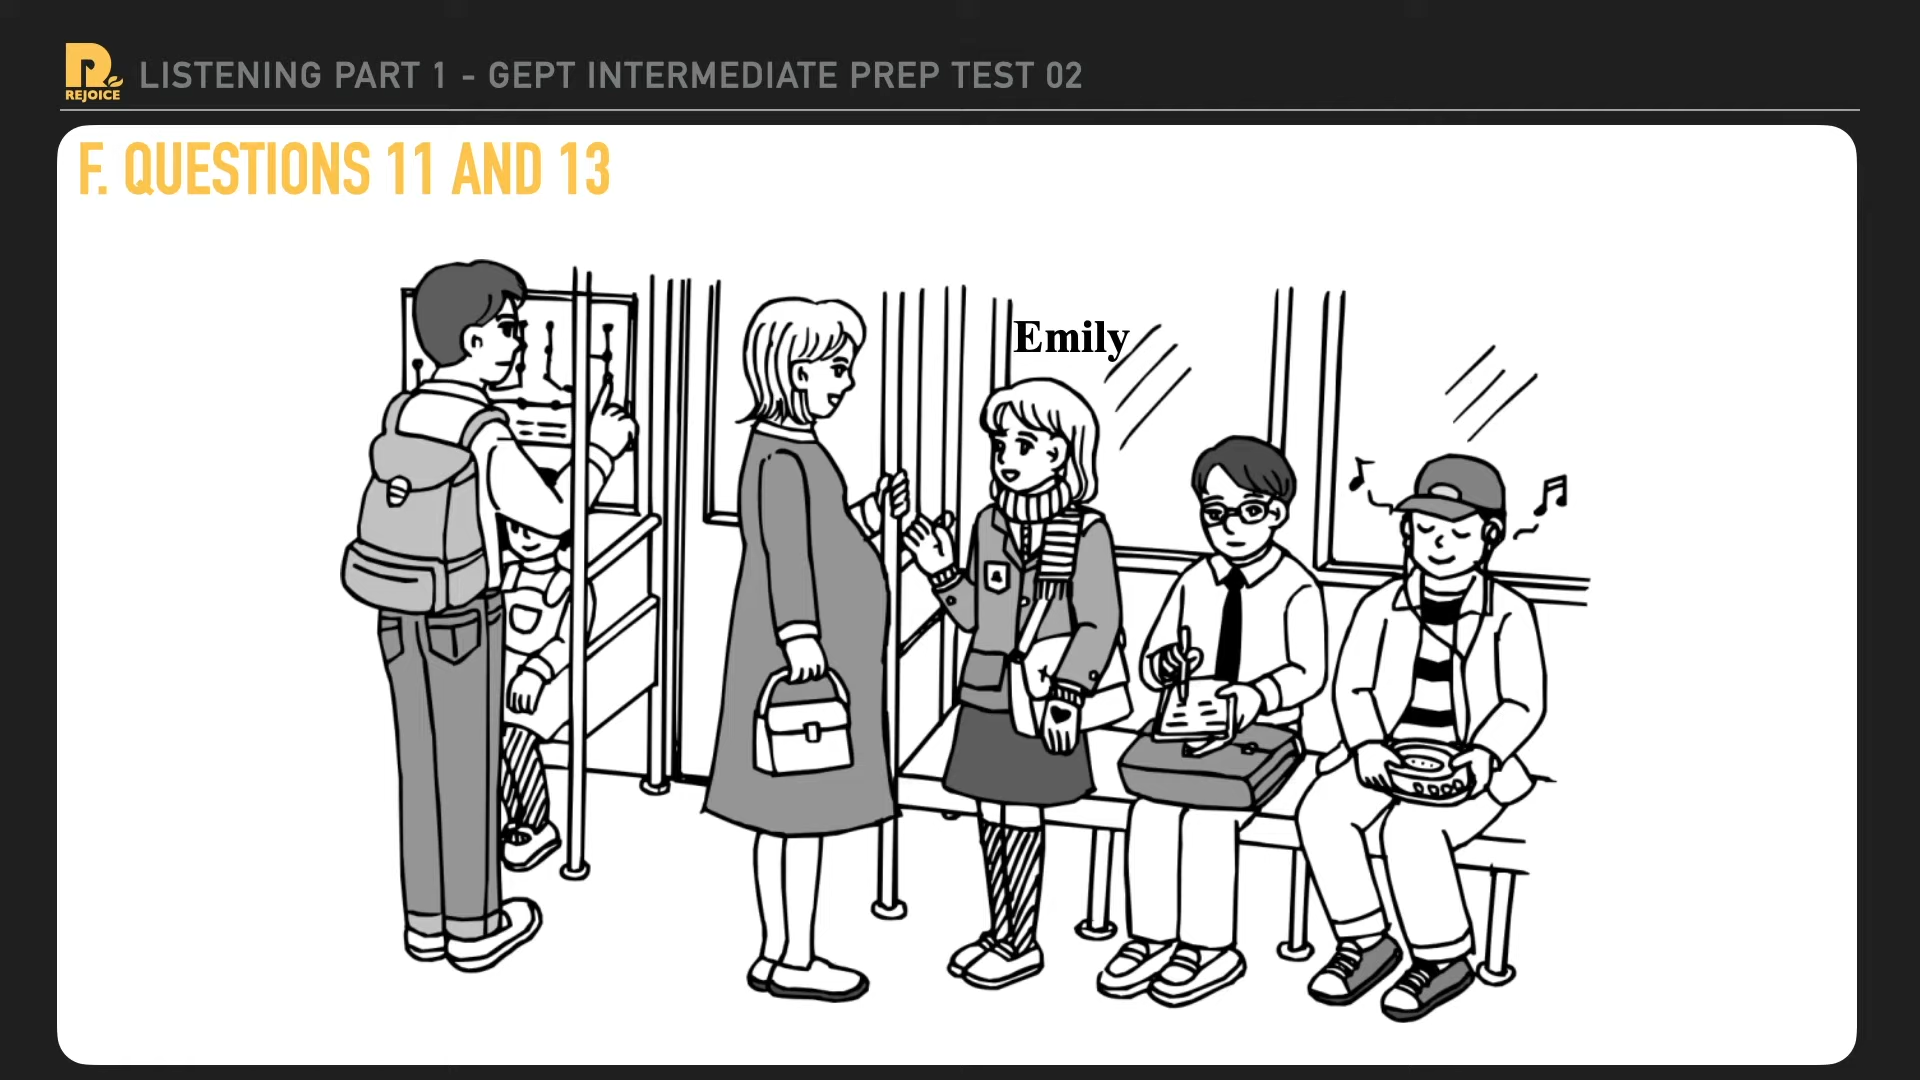 REJOICE
LISTENING PART 1 - GEPT INTERMEDIATE PREP TEST 02
F. QUESTIONS 11 AND 13
Emily